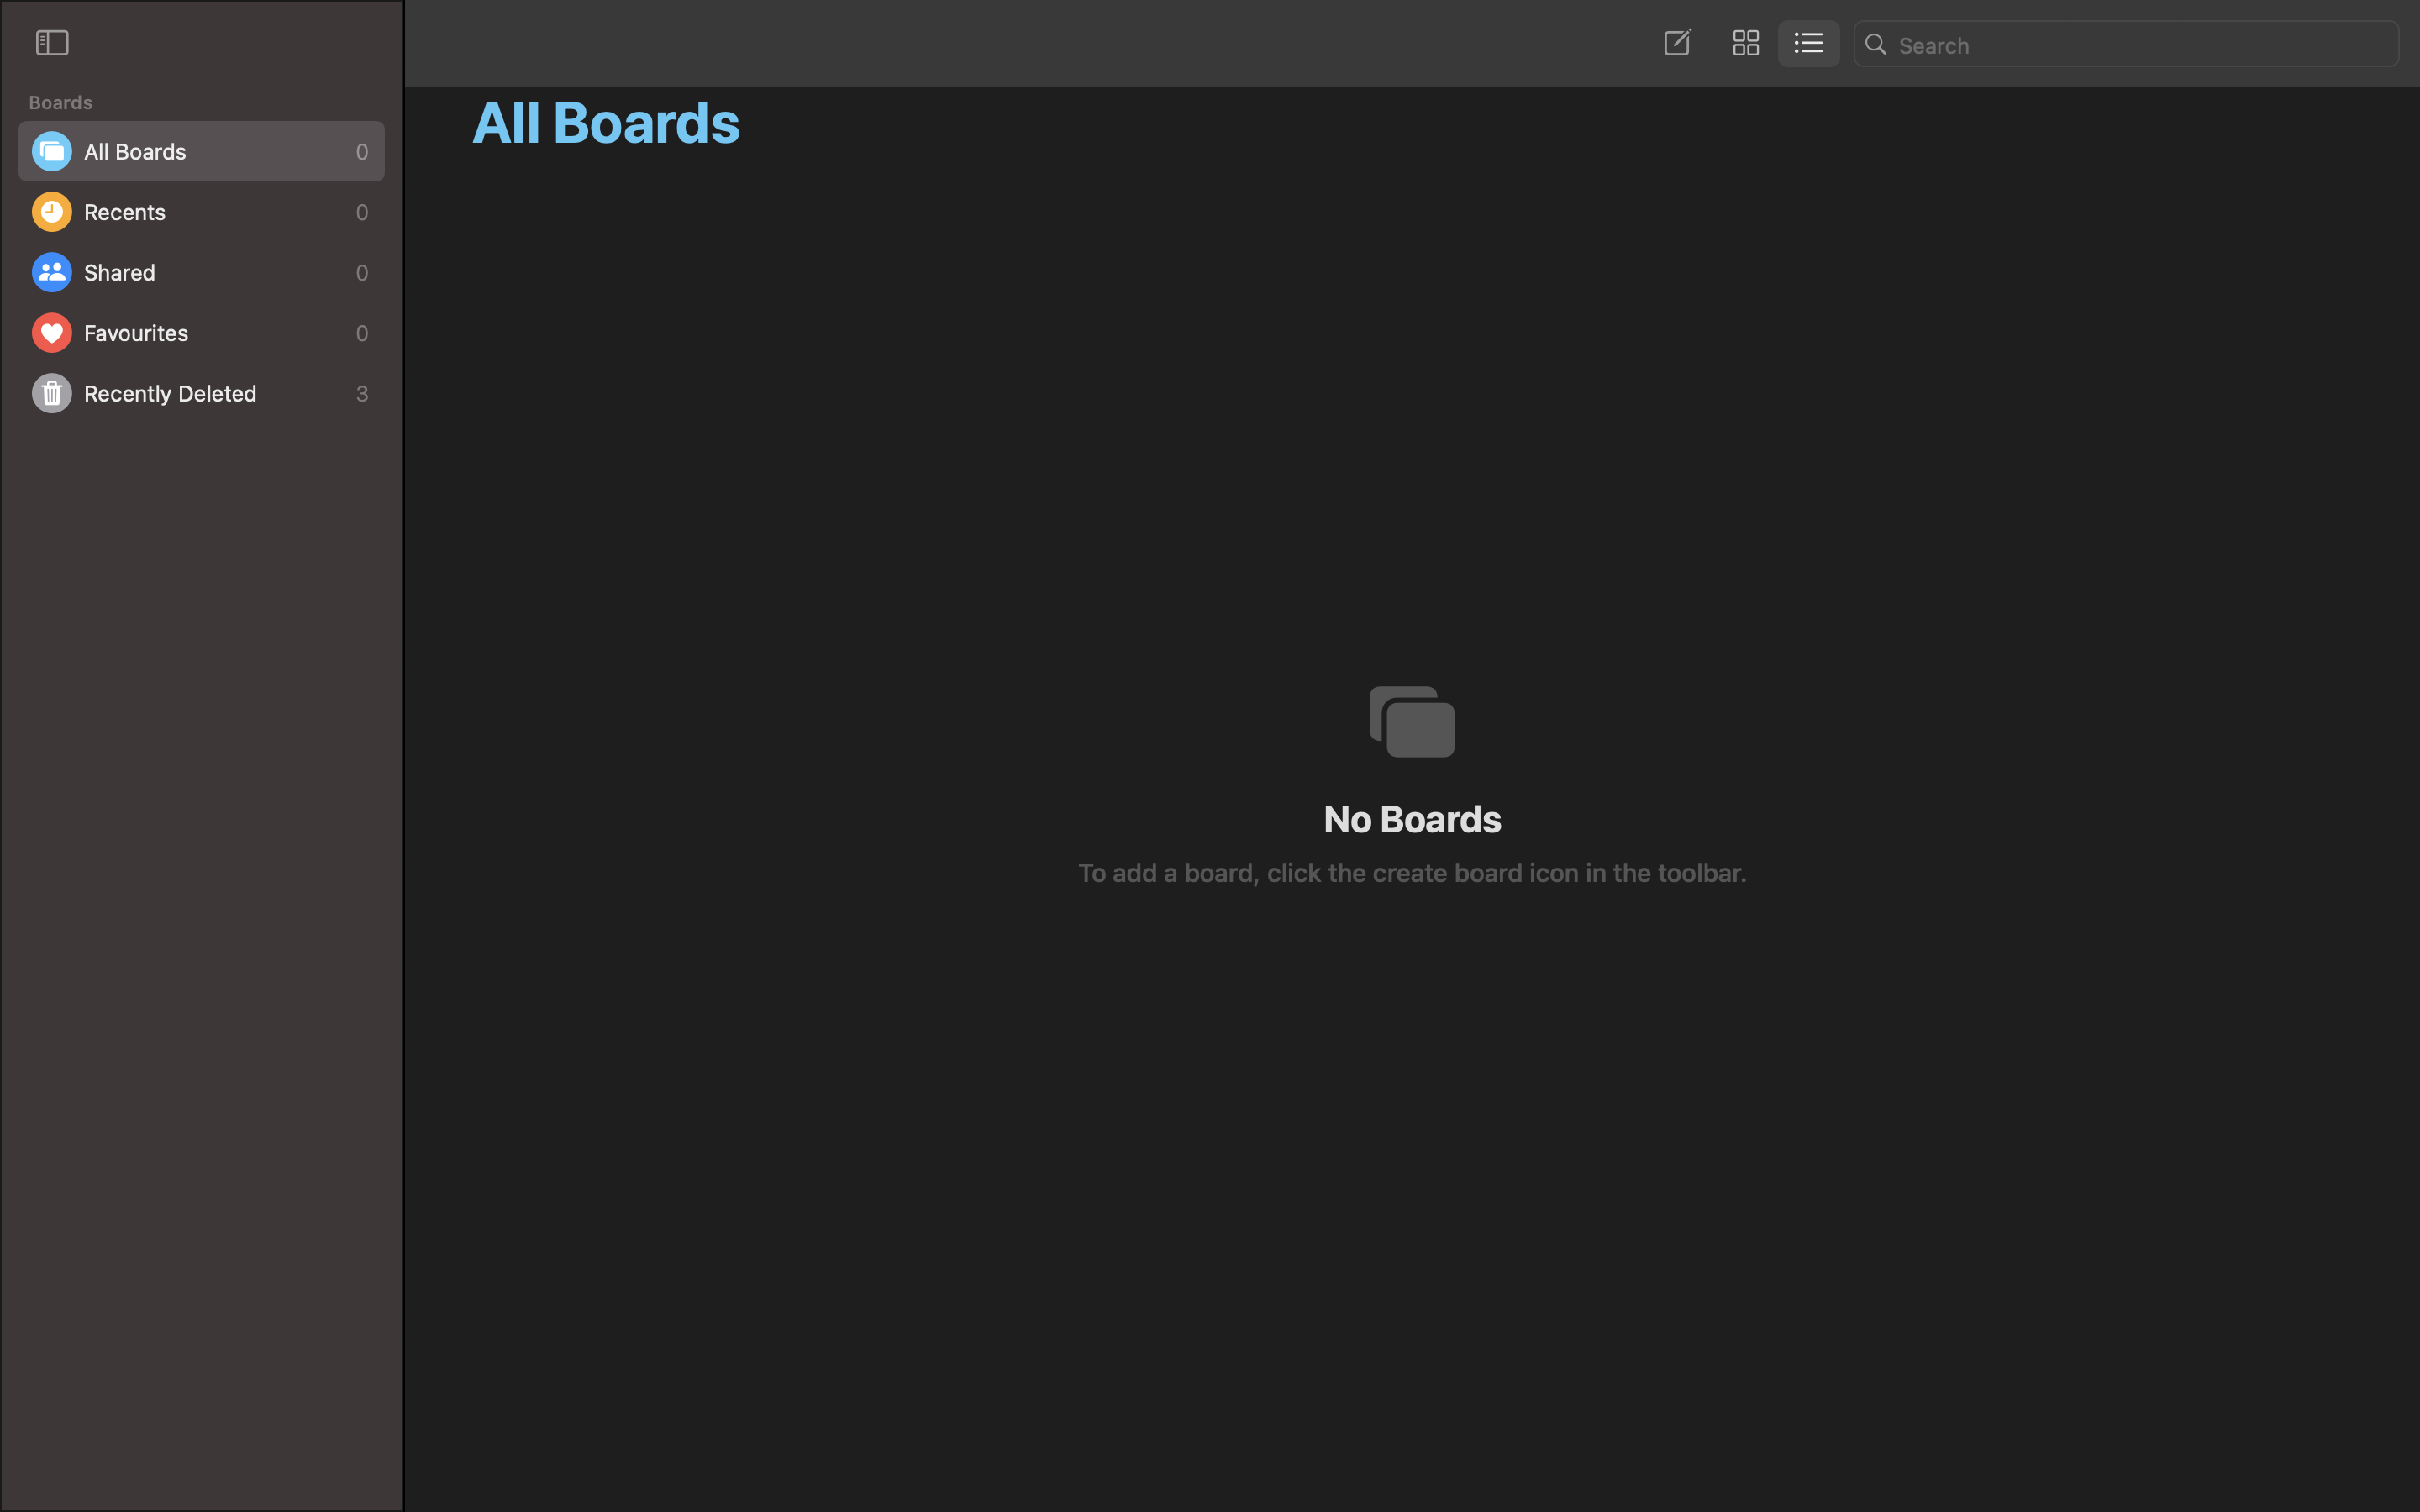 Search
Boards
All Boards 0
Recents 0
Shared 0
Favourites 0
Recently Deleted 3
All Boards
No Boards
To add a board, click the create board icon in the toolbar.